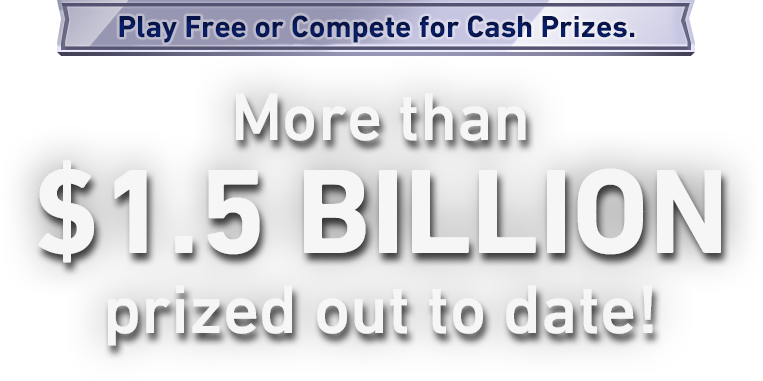 Play Free or Compete for Cash Prizes.
More than
$1.5 BILLION
prized out to date!